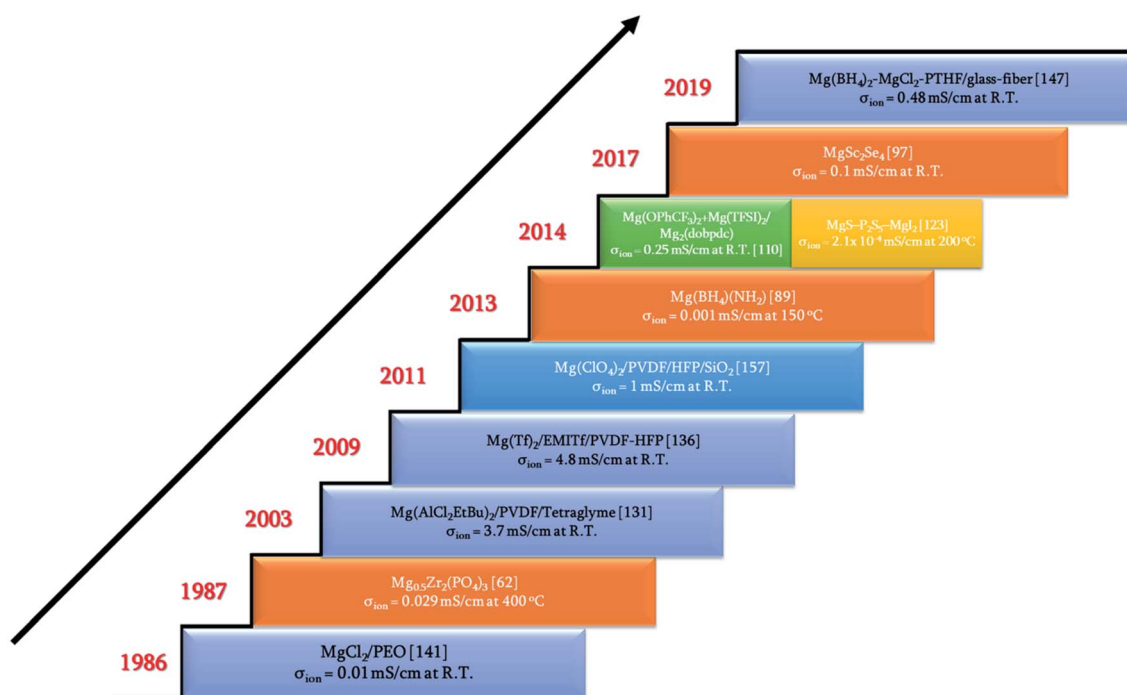 2019
Mg(BH₄)₂-MgCl₂-PTHF/glass-fiber [147]
σᵢₒₙ = 0.48 mS/cm at R.T.
2017
MgSc₂Se₄ [97]
σᵢₒₙ = 0.1 mS/cm at R.T.
2014
Mg(OPhCF₃)₂+Mg(TFSI)₂/
Mg₂(dobpdc)
σᵢₒₙ = 0.25 mS/cm at R.T. [110]
MgS–P₂S₅–MgI₂ [123]
σᵢₒₙ = 2.1x 10⁻⁴ mS/cm at 200 °C
2013
Mg(BH₄)(NH₂) [89]
σᵢₒₙ = 0.001 mS/cm at 150 °C
2011
Mg(ClO₄)₂/PVDF/HFP/SiO₂ [157]
σᵢₒₙ = 1 mS/cm at R.T.
2009
Mg(Tf)₂/EMITf/PVDF-HFP [136]
σᵢₒₙ = 4.8 mS/cm at R.T.
2003
Mg(AlCl₂EtBu)₂/PVDF/Tetraglyme [131]
σᵢₒₙ = 3.7 mS/cm at R.T.
1987
Mg₀.₅Zr₂(PO₄)₃ [62]
σᵢₒₙ = 0.029 mS/cm at 400 °C
1986
MgCl₂/PEO [141]
σᵢₒₙ = 0.01 mS/cm at R.T.